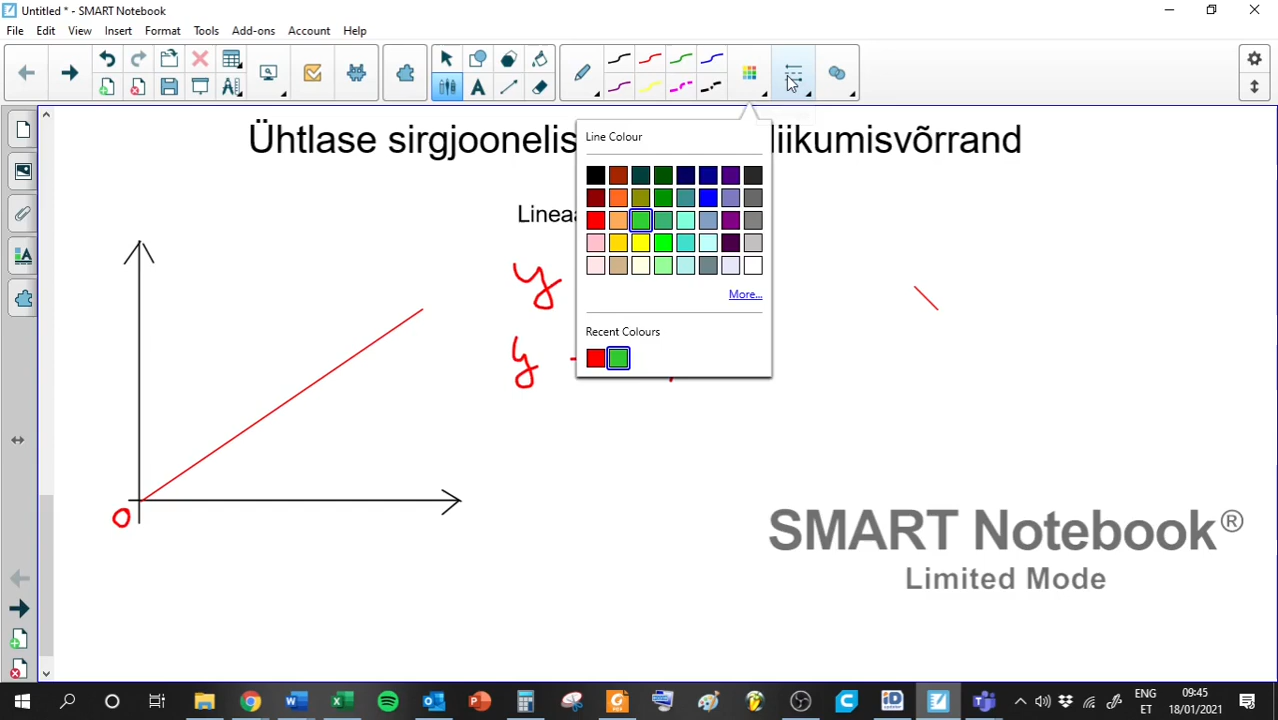 Untitled * - SMART Notebook
File Edit View Insert Format Tools Add-ons Account Help
Line Colour
More...
Recent Colours
Ühtlase sirgjoonelis
liikumisvõrrand
Linea
y
y
0
SMART Notebook®
Limited Mode
ENG
ET
09:45
18/01/2021